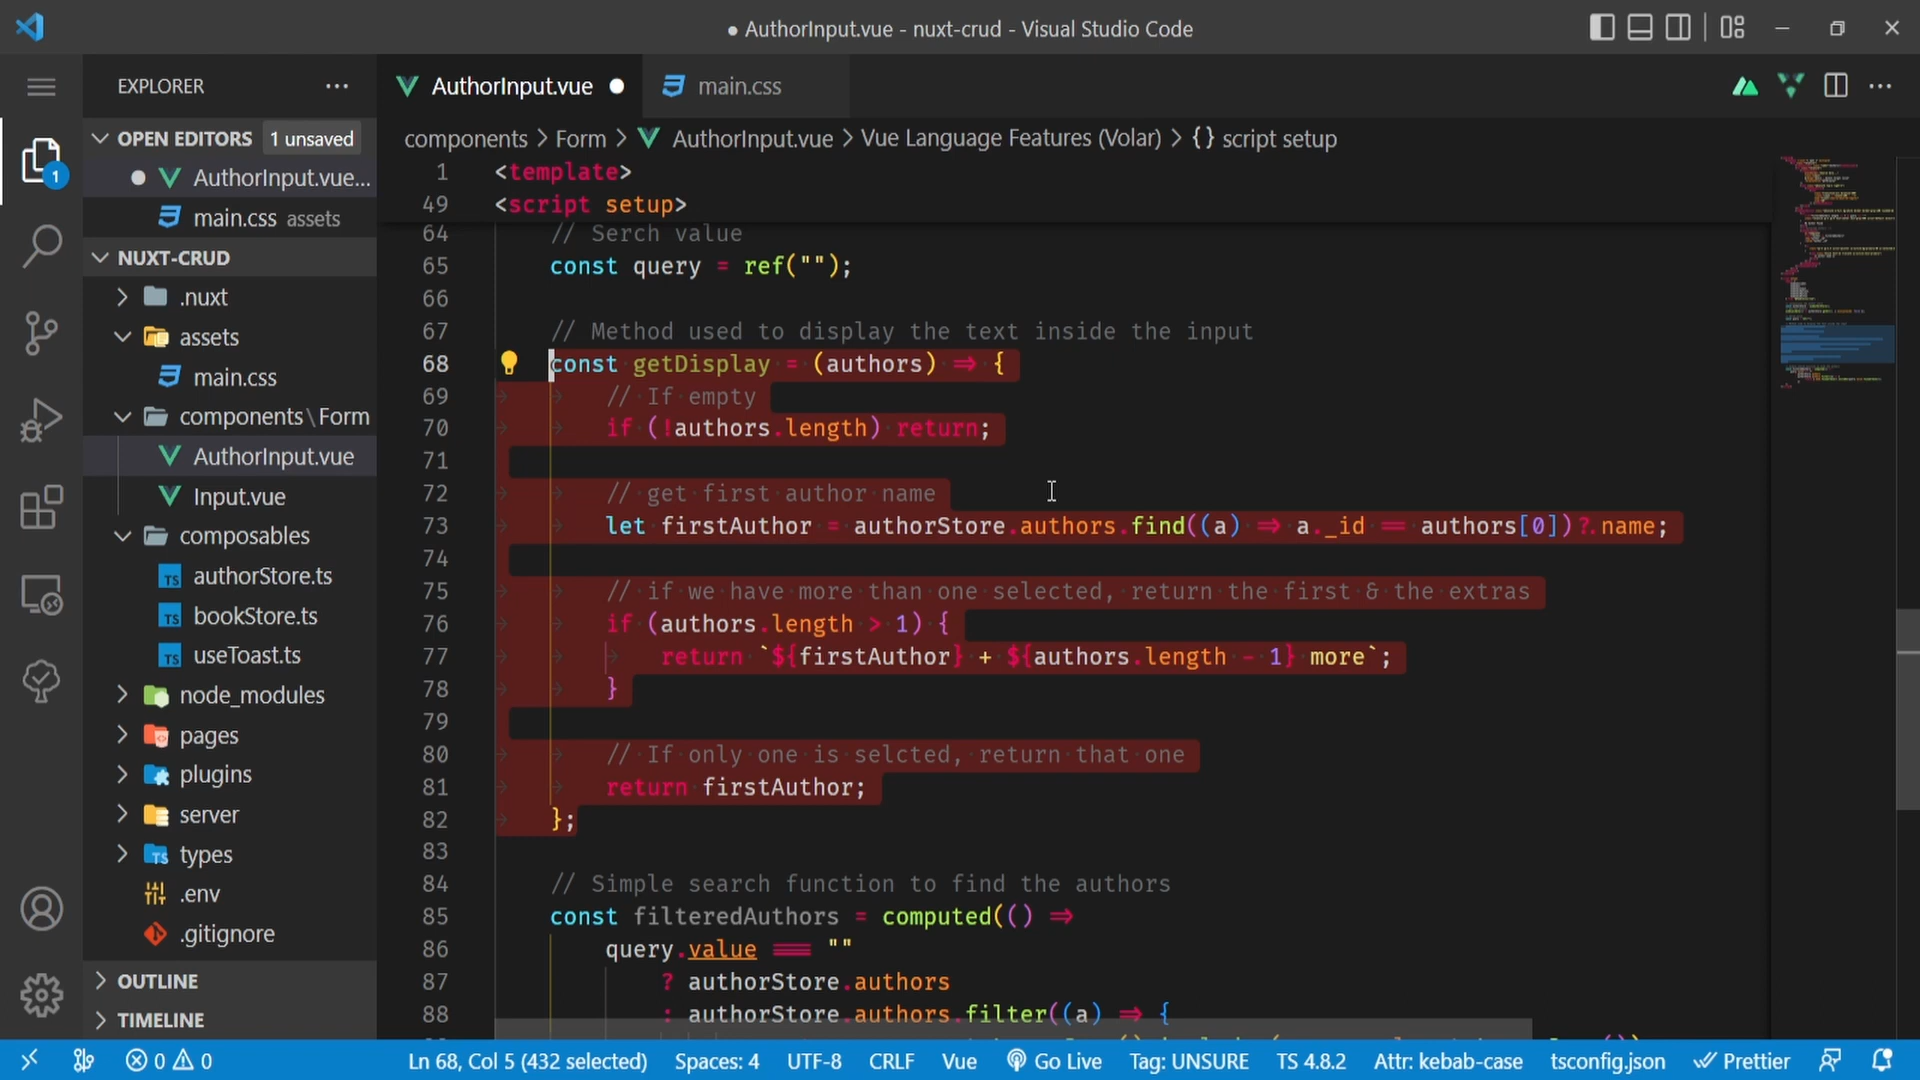 ● AuthorInput.vue - nuxt-crud - Visual Studio Code
EXPLORER
OPEN EDITORS 1 unsaved
AuthorInput.vue...
main.css assets
NUXT-CRUD
.nuxt
assets
main.css
components\Form
AuthorInput.vue
Input.vue
composables
authorStore.ts
bookStore.ts
useToast.ts
node_modules
pages
plugins
server
types
.env
.gitignore
OUTLINE
TIMELINE
1
AuthorInput.vue
main.css
components > Form > AuthorInput.vue > Vue Language Features (Volar) > {} script setup
1 <template>
49 <script setup>
64 // Serch value
65 const query = ref("");
66
67 // Method used to display the text inside the input
68 const getDisplay = (authors) => {
69 // If empty
70 if (!authors.length) return;
71
72 // get first author name
73 let firstAuthor = authorStore.authors.find((a) => a._id == authors[0])?.name;
74
75 // if we have more than one selected, return the first & the extras
76 if (authors.length > 1) {
77 return `${firstAuthor} + ${authors.length - 1} more`;
78 }
79
80 // If only one is selcted, return that one
81 return firstAuthor;
82 };
83
84 // Simple search function to find the authors
85 const filteredAuthors = computed(() =>
86 query.value === ""
87 ? authorStore.authors
88 : authorStore.authors.filter((a) => {
0 0 Ln 68, Col 5 (432 selected) Spaces: 4 UTF-8 CRLF Vue Go Live Tag: UNSURE TS 4.8.2 Attr: kebab-case tsconfig.json Prettier